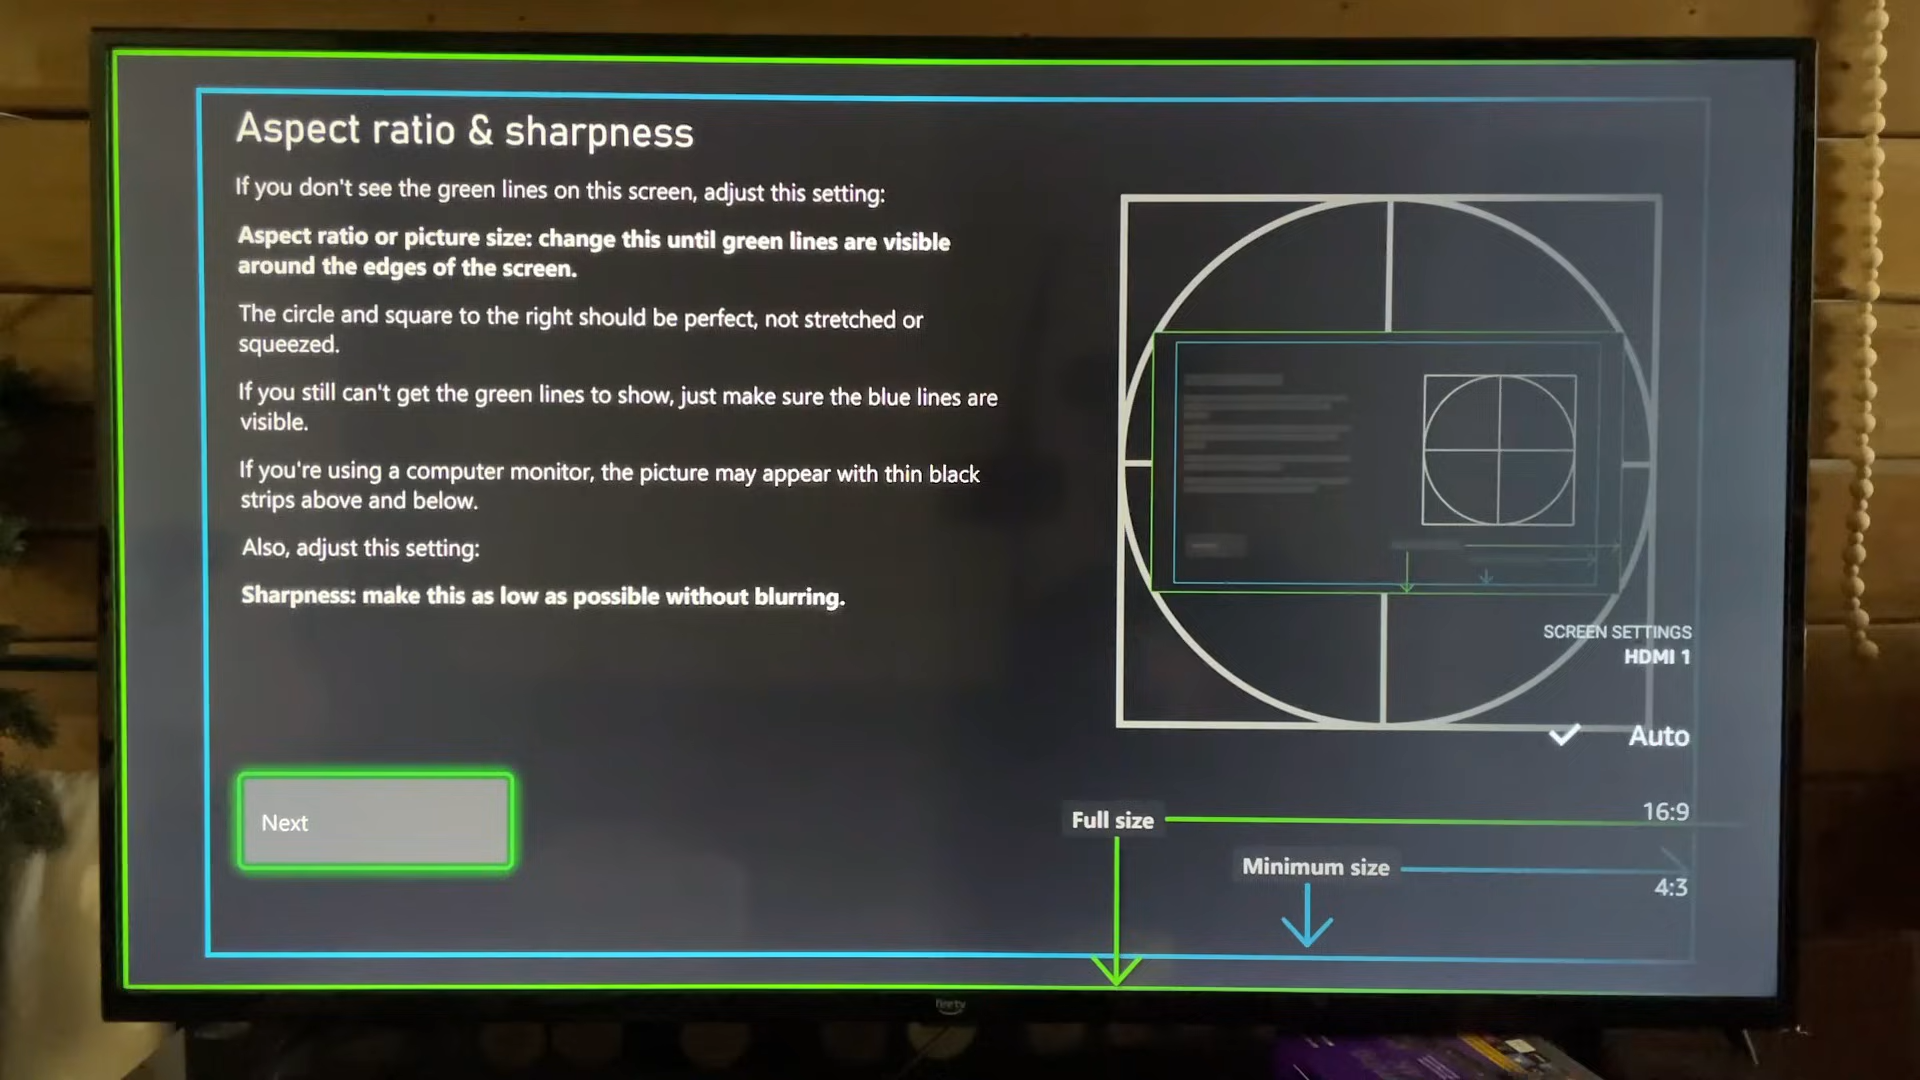 Aspect ratio & sharpness
If you don't see the green lines on this screen, adjust this setting:
Aspect ratio or picture size: change this until green lines are visible
around the edges of the screen.
The circle and square to the right should be perfect, not stretched or
squeezed.
If you still can't get the green lines to show, just make sure the blue lines are
visible.
If you're using a computer monitor, the picture may appear with thin black
strips above and below.
Also, adjust this setting:
Sharpness: make this as low as possible without blurring.
Next
SCREEN SETTINGS
HDMI 1
Auto
16:9
4:3
Full size
Minimum size
fire tv